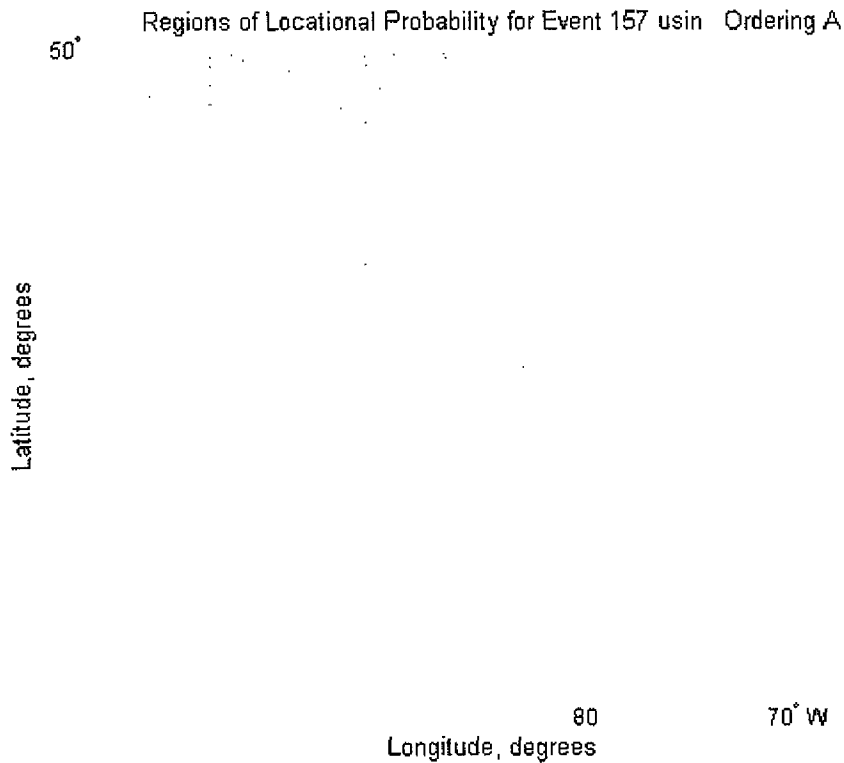 Regions of Locational Probability for Event 157 usin Ordering A
50°
Latitude, degrees
80 70° W
Longitude, degrees